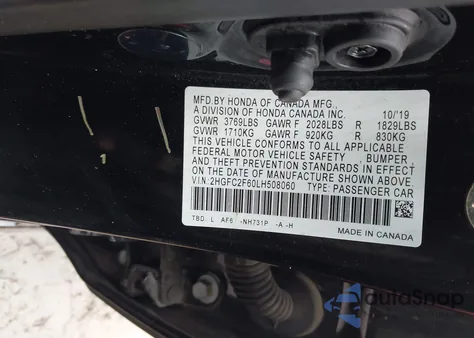 MFD.BY HONDA OF CANADA MFG.,
A DIVISION OF HONDA CANADA INC. 10/'19
GVWR 3769LBS GAWR F 2028LBS R 1829LBS
GVWR 1710KG GAWR F 920KG R 830KG
THIS VEHICLE CONFORMS TO ALL APPLICABLE
FEDERAL MOTOR VEHICLE SAFETY , BUMPER ,
AND THEFT PREVENTION STANDARDS IN EFFECT
ON THE DATE OF MANUFACTURE SHOWN ABOVE.
V I N : 2HGFC2F60LH508060 TYPE: PASSENGER CAR
TBD- L AF6 -NH731P -A -H
MADE IN CANADA
AutoSnap